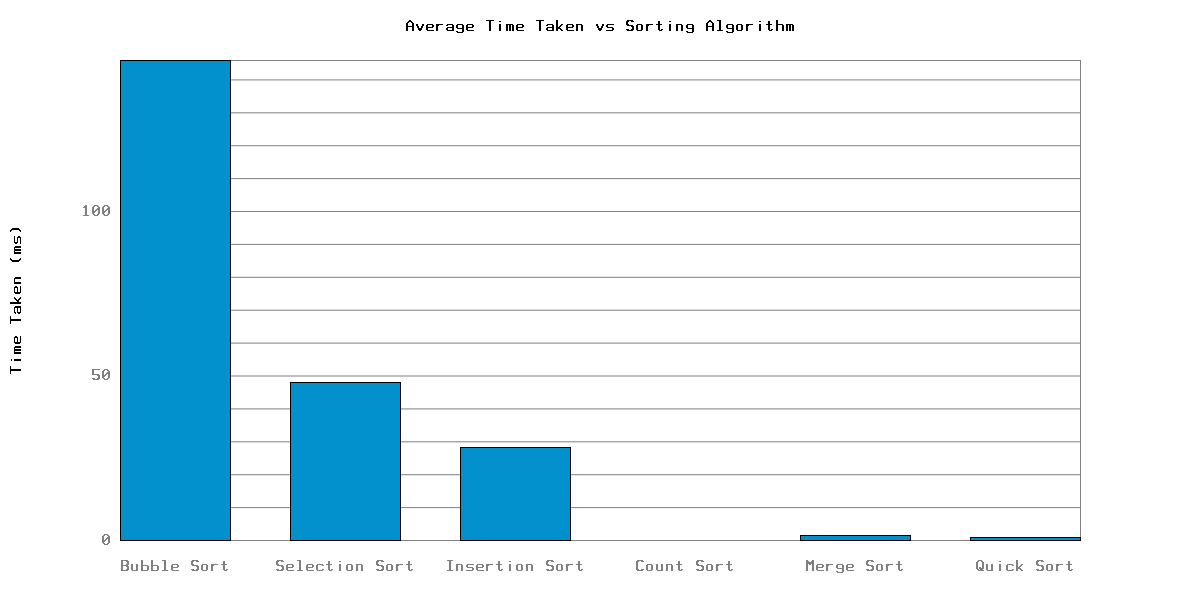 Average Time Taken vs Sorting Algorithm
Time Taken (ms)
100
50
0
Bubble Sort Selection Sort Insertion Sort Count Sort Merge Sort Quick Sort